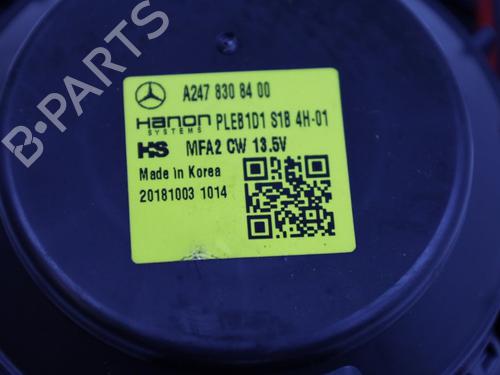 B-PARTS
A247 830 84 00
Hanon PLEB1D1 S1B 4H-01
SYSTEMS
HS MFA2 CW 13.5V
Made in Korea
20181003 1014